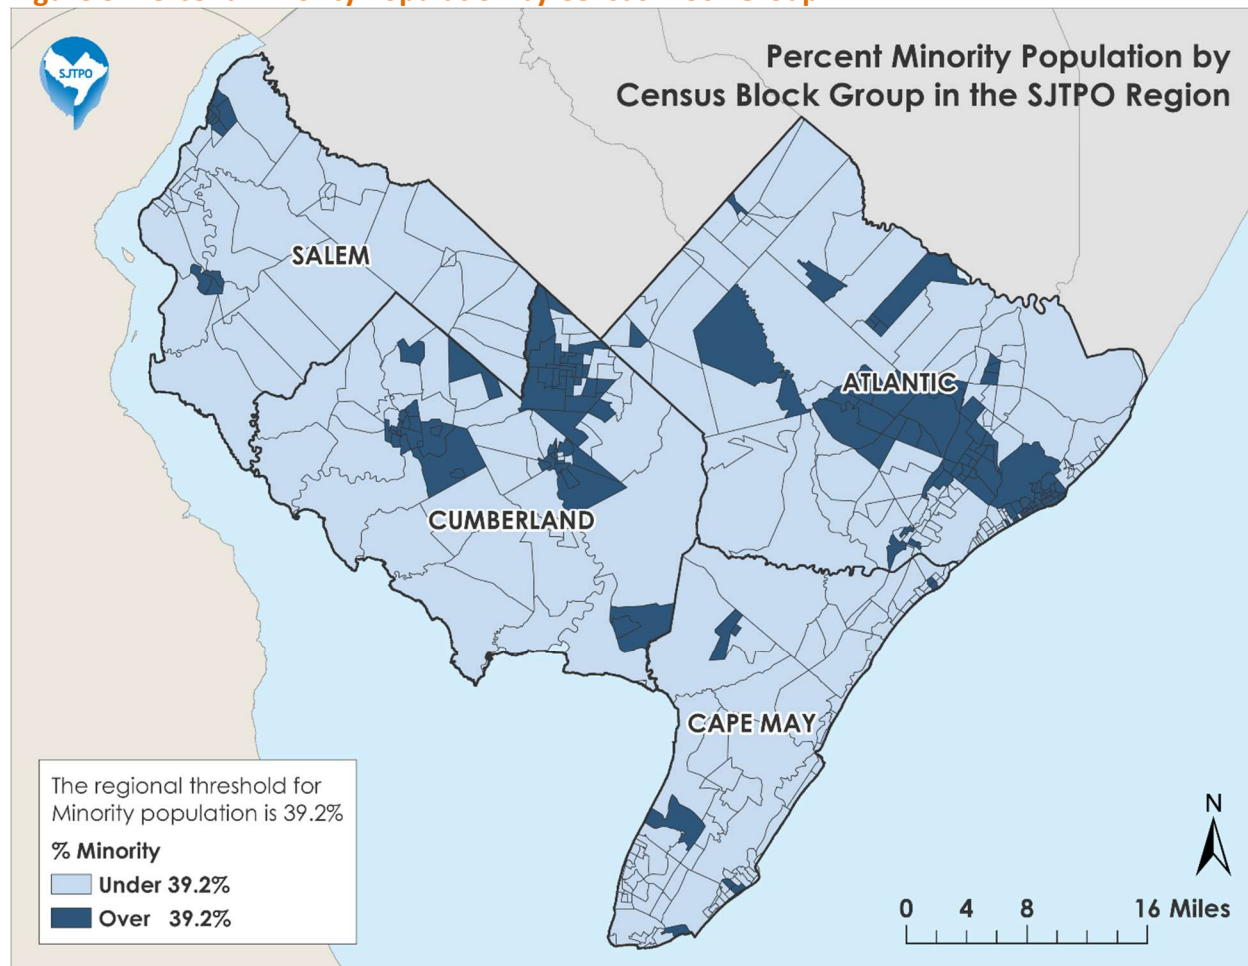 SJTPO
Percent Minority Population by
Census Block Group in the SJTPO Region
SALEM
ATLANTIC
CUMBERLAND
CAPE MAY
The regional threshold for
Minority population is 39.2%
% Minority
Under 39.2%
Over 39.2%
N
0 4 8 16 Miles